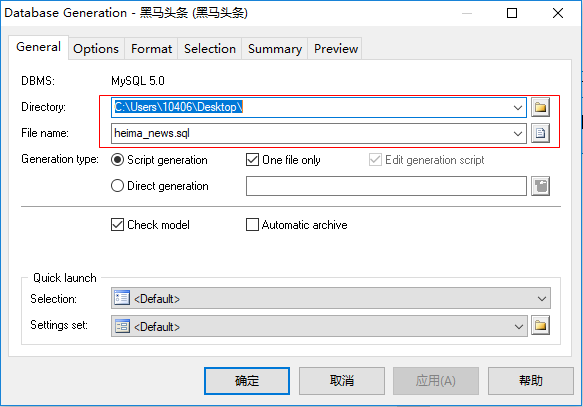 Database Generation - 黑马头条 (黑马头条)
General Options Format Selection Summary Preview
DBMS: MySQL 5.0
Directory: C:\Users\10406\Desktop\
File name: heima_news.sql
Generation type: Script generation One file only Edit generation script
Direct generation
Check model Automatic archive
Quick launch
Selection: <Default>
Settings set: <Default>
确定 取消 应用(A) 帮助